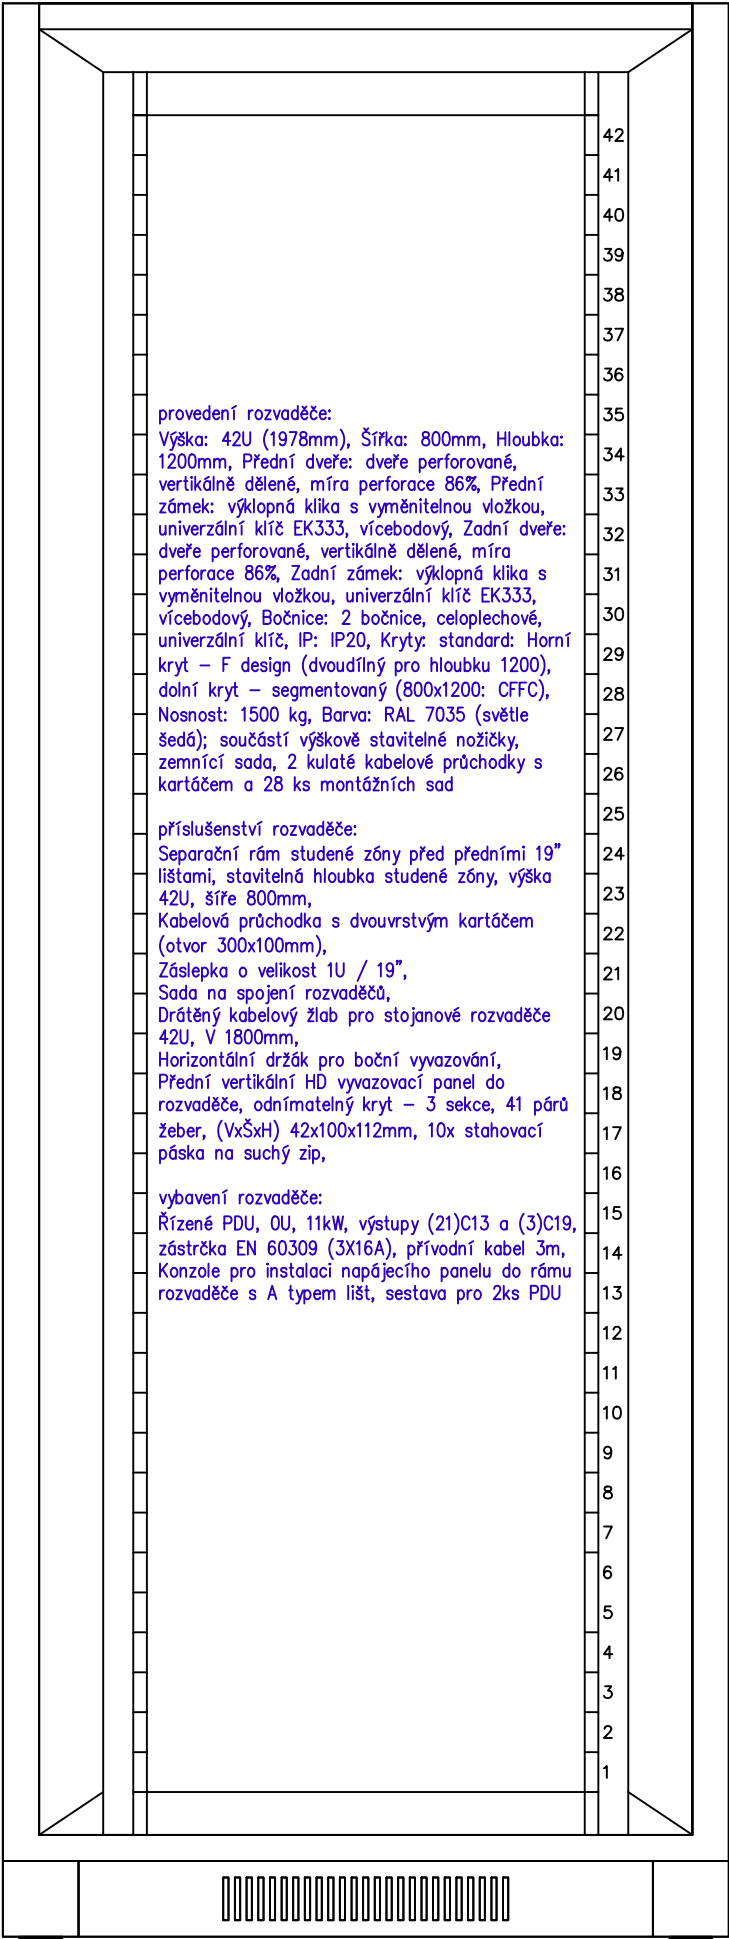 42
41
40
39
38
37
36
35
34
33
32
31
30
29
28
27
26
25
24
23
22
21
20
19
18
17
16
15
14
13
12
11
10
9
8
7
6
5
4
3
2
1
provedení rozvaděče:
Výška: 42U (1978mm), Šířka: 800mm, Hloubka:
1200mm, Přední dveře: dveře perforované,
vertikálně dělené, míra perforace 86%, Přední
zámek: výklopná klika s vyměnitelnou vložkou,
univerzální klíč EK333, vícebodový, Zadní dveře:
dveře perforované, vertikálně dělené, míra
perforace 86%, Zadní zámek: výklopná klika s
vyměnitelnou vložkou, univerzální klíč EK333,
vícebodový, Bočnice: 2 bočnice, celoplechové,
univerzální klíč, IP: IP20, Kryty: standard: Horní
kryt – F design (dvoudílný pro hloubku 1200),
dolní kryt – segmentovaný (800x1200: CFFC),
Nosnost: 1500 kg, Barva: RAL 7035 (světle
šedá); součástí výškově stavitelné nožičky,
zemnící sada, 2 kulaté kabelové průchodky s
kartáčem a 28 ks montážních sad
příslušenství rozvaděče:
Separační rám studené zóny před předními 19”
lištami, stavitelná hloubka studené zóny, výška
42U, šíře 800mm,
Kabelová průchodka s dvouvrstvým kartáčem
(otvor 300x100mm),
Záslepka o velikost 1U / 19”,
Sada na spojení rozvaděčů,
Drátěný kabelový žlab pro stojanové rozvaděče
42U, V 1800mm,
Horizontální držák pro boční vyvazování,
Přední vertikální HD vyvazovací panel do
rozvaděče, odnímatelný kryt – 3 sekce, 41 párů
žeber, (VxŠxH) 42x100x112mm, 10x stahovací
páska na suchý zip,
vybavení rozvaděče:
Řízené PDU, 0U, 11kW, výstupy (21)C13 a (3)C19,
zástrčka EN 60309 (3X16A), přívodní kabel 3m,
Konzole pro instalaci napájecího panelu do rámu
rozvaděče s A typem lišt, sestava pro 2ks PDU